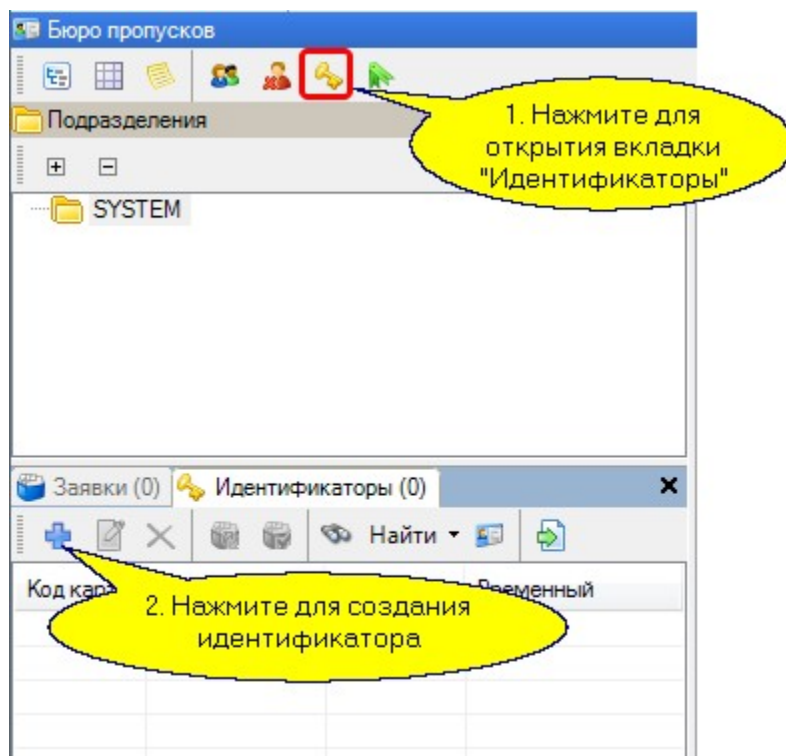 Бюро пропусков
1. Нажмите для
открытия вкладки
"Идентификаторы"
Подразделения
SYSTEM
Заявки (0) Идентификаторы (0)
Найти
Код
2. Нажмите для создания
идентификатора